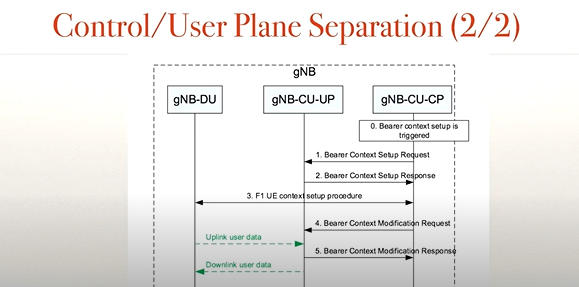 Control/User Plane Separation (2/2)
gNB
gNB-DU
gNB-CU-UP
gNB-CU-CP
0. Bearer context setup is
triggered
1. Bearer Context Setup Request
2. Bearer Context Setup Response
3. F1 UE context setup procedure
4. Bearer Context Modification Request
Uplink user data
5. Bearer Context Modification Response
Downlink user data